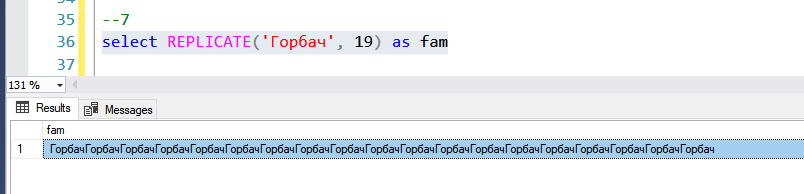 35
--7
36 select REPLICATE('Горбач', 19) as fam
37
131 %
Results Messages
fam
1 ГорбачГорбачГорбачГорбачГорбачГорбачГорбачГорбачГорбачГорбачГорбачГорбачГорбачГорбачГорбачГорбачГорбачГорбачГорбач